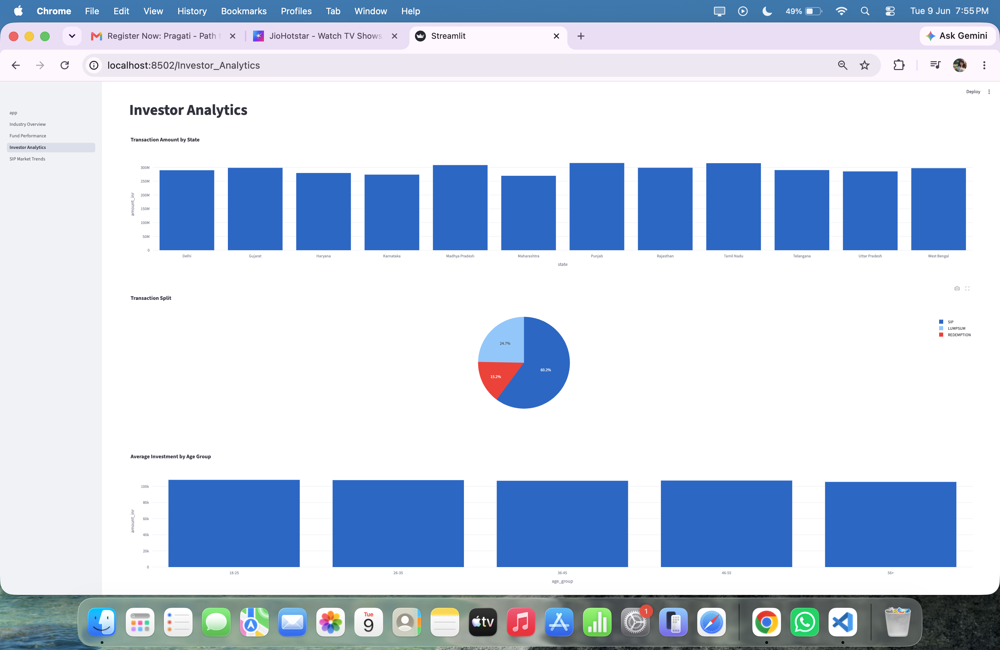 Chrome File Edit View History Bookmarks Profiles Tab Window Help 49% Tue 9 Jun 7:55 PM
Register Now: Pragati - Path t JioHotstar - Watch TV Shows, Streamlit Ask Gemini
localhost:8502/Investor_Analytics
Deploy
app
Industry Overview
Fund Performance
Investor Analytics
SIP Market Trends
Investor Analytics
Transaction Amount by State
amount_inr
300M
250M
200M
150M
100M
50M
0
Delhi Gujarat Haryana Karnataka Madhya Pradesh Maharashtra Punjab Rajasthan Tamil Nadu Telangana Uttar Pradesh West Bengal
state
Transaction Split
SIP
LUMPSUM
REDEMPTION
24.7%
60.2%
15.2%
Average Investment by Age Group
amount_inr
100k
80k
60k
40k
20k
0
18-25 26-35 36-45 46-55 56+
age_group
Tue
9
tv
1